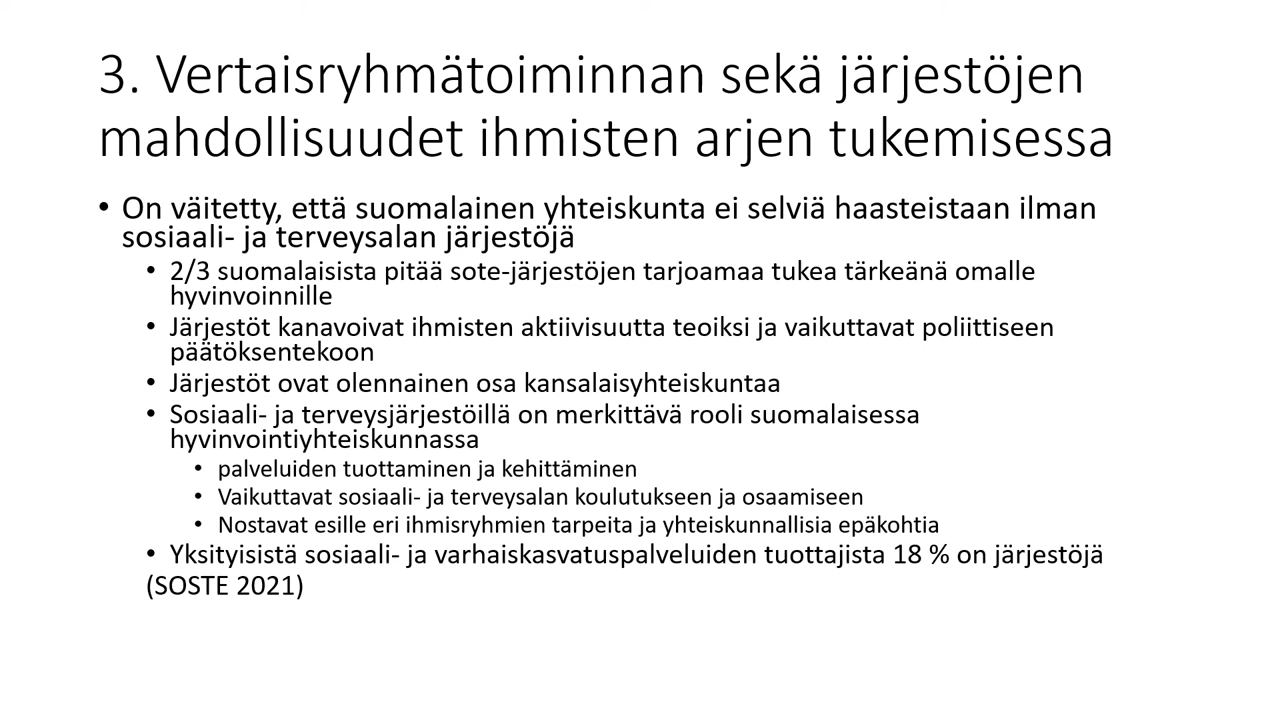 3. Vertaisryhmätoiminnan sekä järjestöjen
mahdollisuudet ihmisten arjen tukemisessa
• On väitetty, että suomalainen yhteiskunta ei selviä haasteistaan ilman
sosiaali- ja terveysalan järjestöjä
• 2/3 suomalaisista pitää sote-järjestöjen tarjoamaa tukea tärkeänä omalle
hyvinvoinnille
• Järjestöt kanavoivat ihmisten aktiivisuutta teoiksi ja vaikuttavat poliittiseen
päätöksentekoon
• Järjestöt ovat olennainen osa kansalaisyhteiskuntaa
• Sosiaali- ja terveysjärjestöillä on merkittävä rooli suomalaisessa
hyvinvointiyhteiskunnassa
• palveluiden tuottaminen ja kehittäminen
• Vaikuttavat sosiaali- ja terveysalan koulutukseen ja osaamiseen
• Nostavat esille eri ihmisryhmien tarpeita ja yhteiskunnallisia epäkohtia
• Yksityisistä sosiaali- ja varhaiskasvatuspalveluiden tuottajista 18 % on järjestöjä
(SOSTE 2021)